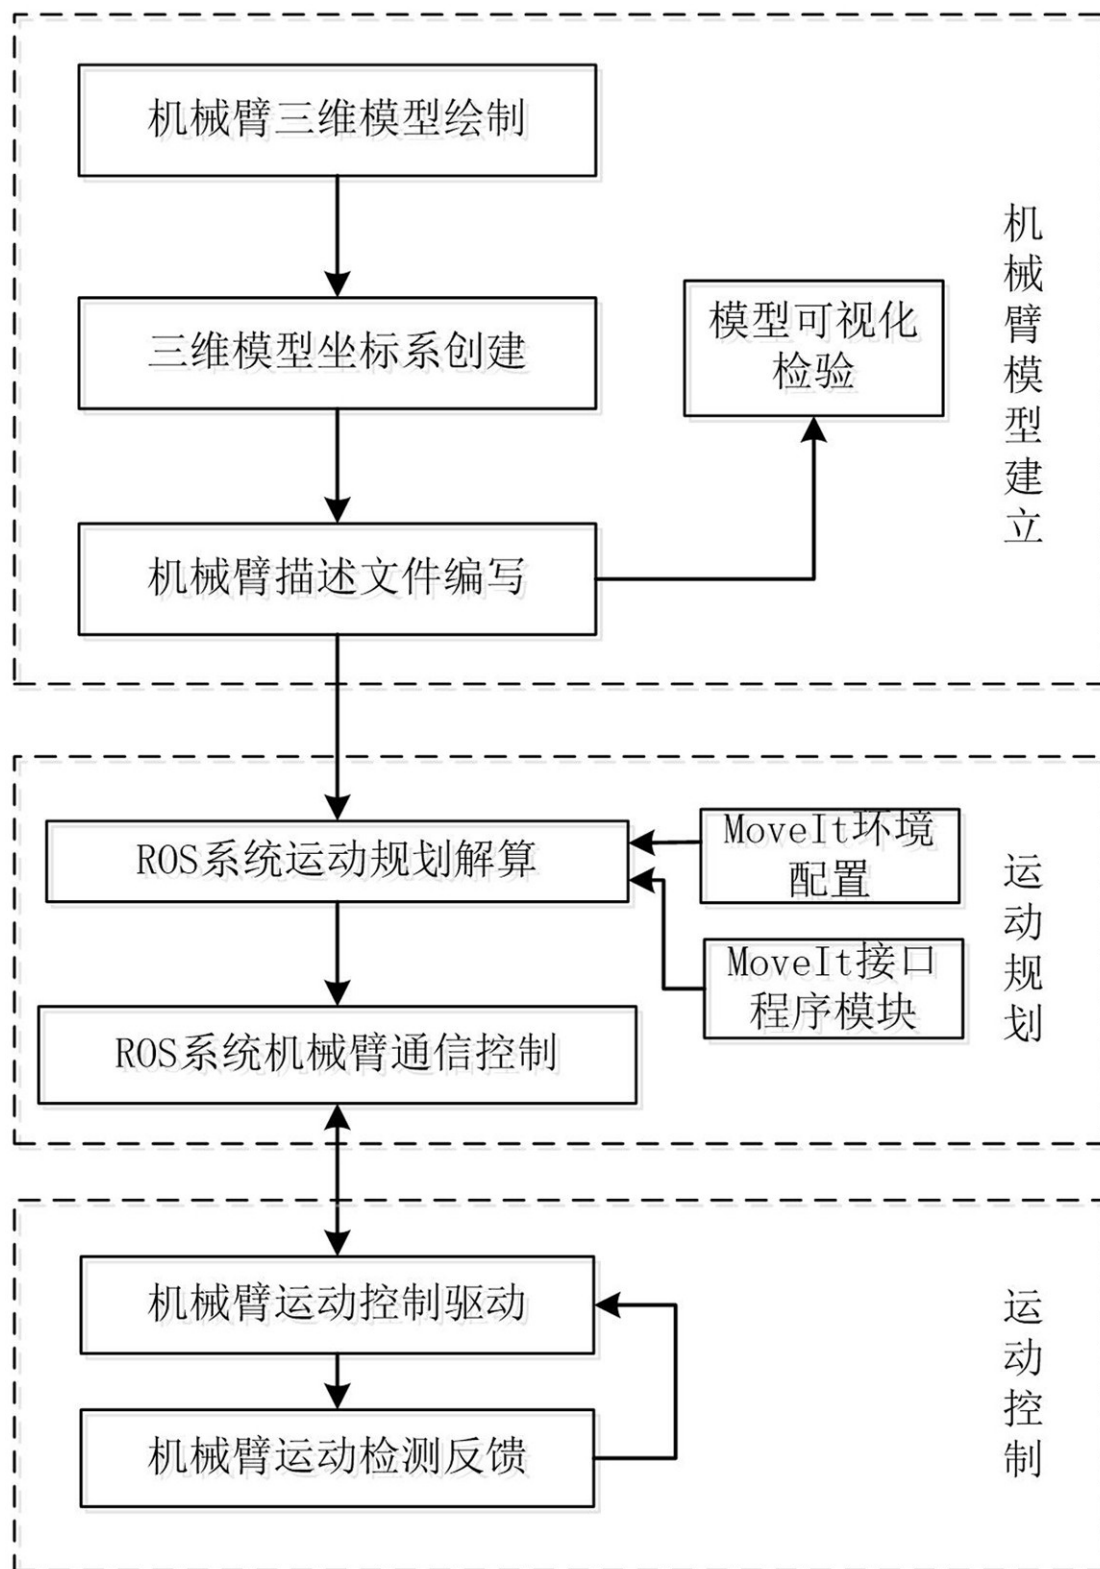 机械臂三维模型绘制
三维模型坐标系创建
模型可视化
检验
机械臂描述文件编写
机械臂模型建立
ROS系统运动规划解算
MoveIt环境
配置
MoveIt接口
程序模块
ROS系统机械臂通信控制
运动规划
机械臂运动控制驱动
机械臂运动检测反馈
运动控制